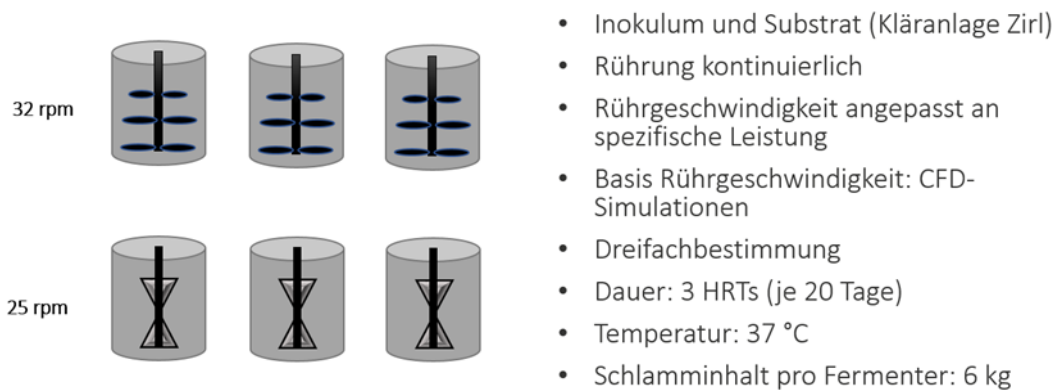 32 rpm
25 rpm
• Inokulum und Substrat (Kläranlage Zirl)
• Rührung kontinuierlich
• Rührgeschwindigkeit angepasst an
spezifische Leistung
• Basis Rührgeschwindigkeit: CFD-
Simulationen
• Dreifachbestimmung
• Dauer: 3 HRTs (je 20 Tage)
• Temperatur: 37 °C
• Schlamminhalt pro Fermenter: 6 kg